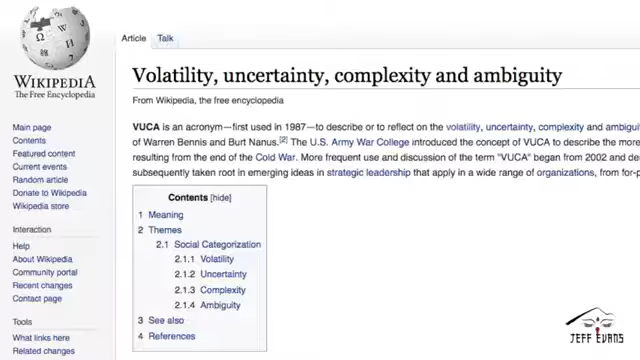 WIKIPEDIA
The Free Encyclopedia
Main page
Contents
Featured content
Current events
Random article
Donate to Wikipedia
Wikipedia store
Interaction
Help
About Wikipedia
Community portal
Recent changes
Contact page
Tools
What links here
Related changes
Article Talk
Volatility, uncertainty, complexity and ambiguity
From Wikipedia, the free encyclopedia
VUCA is an acronym—first used in 1987—to describe or to reflect on the volatility, uncertainty, complexity and ambigui
of Warren Bennis and Burt Nanus.[2] The U.S. Army War College introduced the concept of VUCA to describe the more
resulting from the end of the Cold War. More frequent use and discussion of the term "VUCA" began from 2002 and de
subsequently taken root in emerging ideas in strategic leadership that apply in a wide range of organizations, from for-p
Contents [hide]
1 Meaning
2 Themes
2.1 Social Categorization
2.1.1 Volatility
2.1.2 Uncertainty
2.1.3 Complexity
2.1.4 Ambiguity
3 See also
4 References
JEFF EVANS